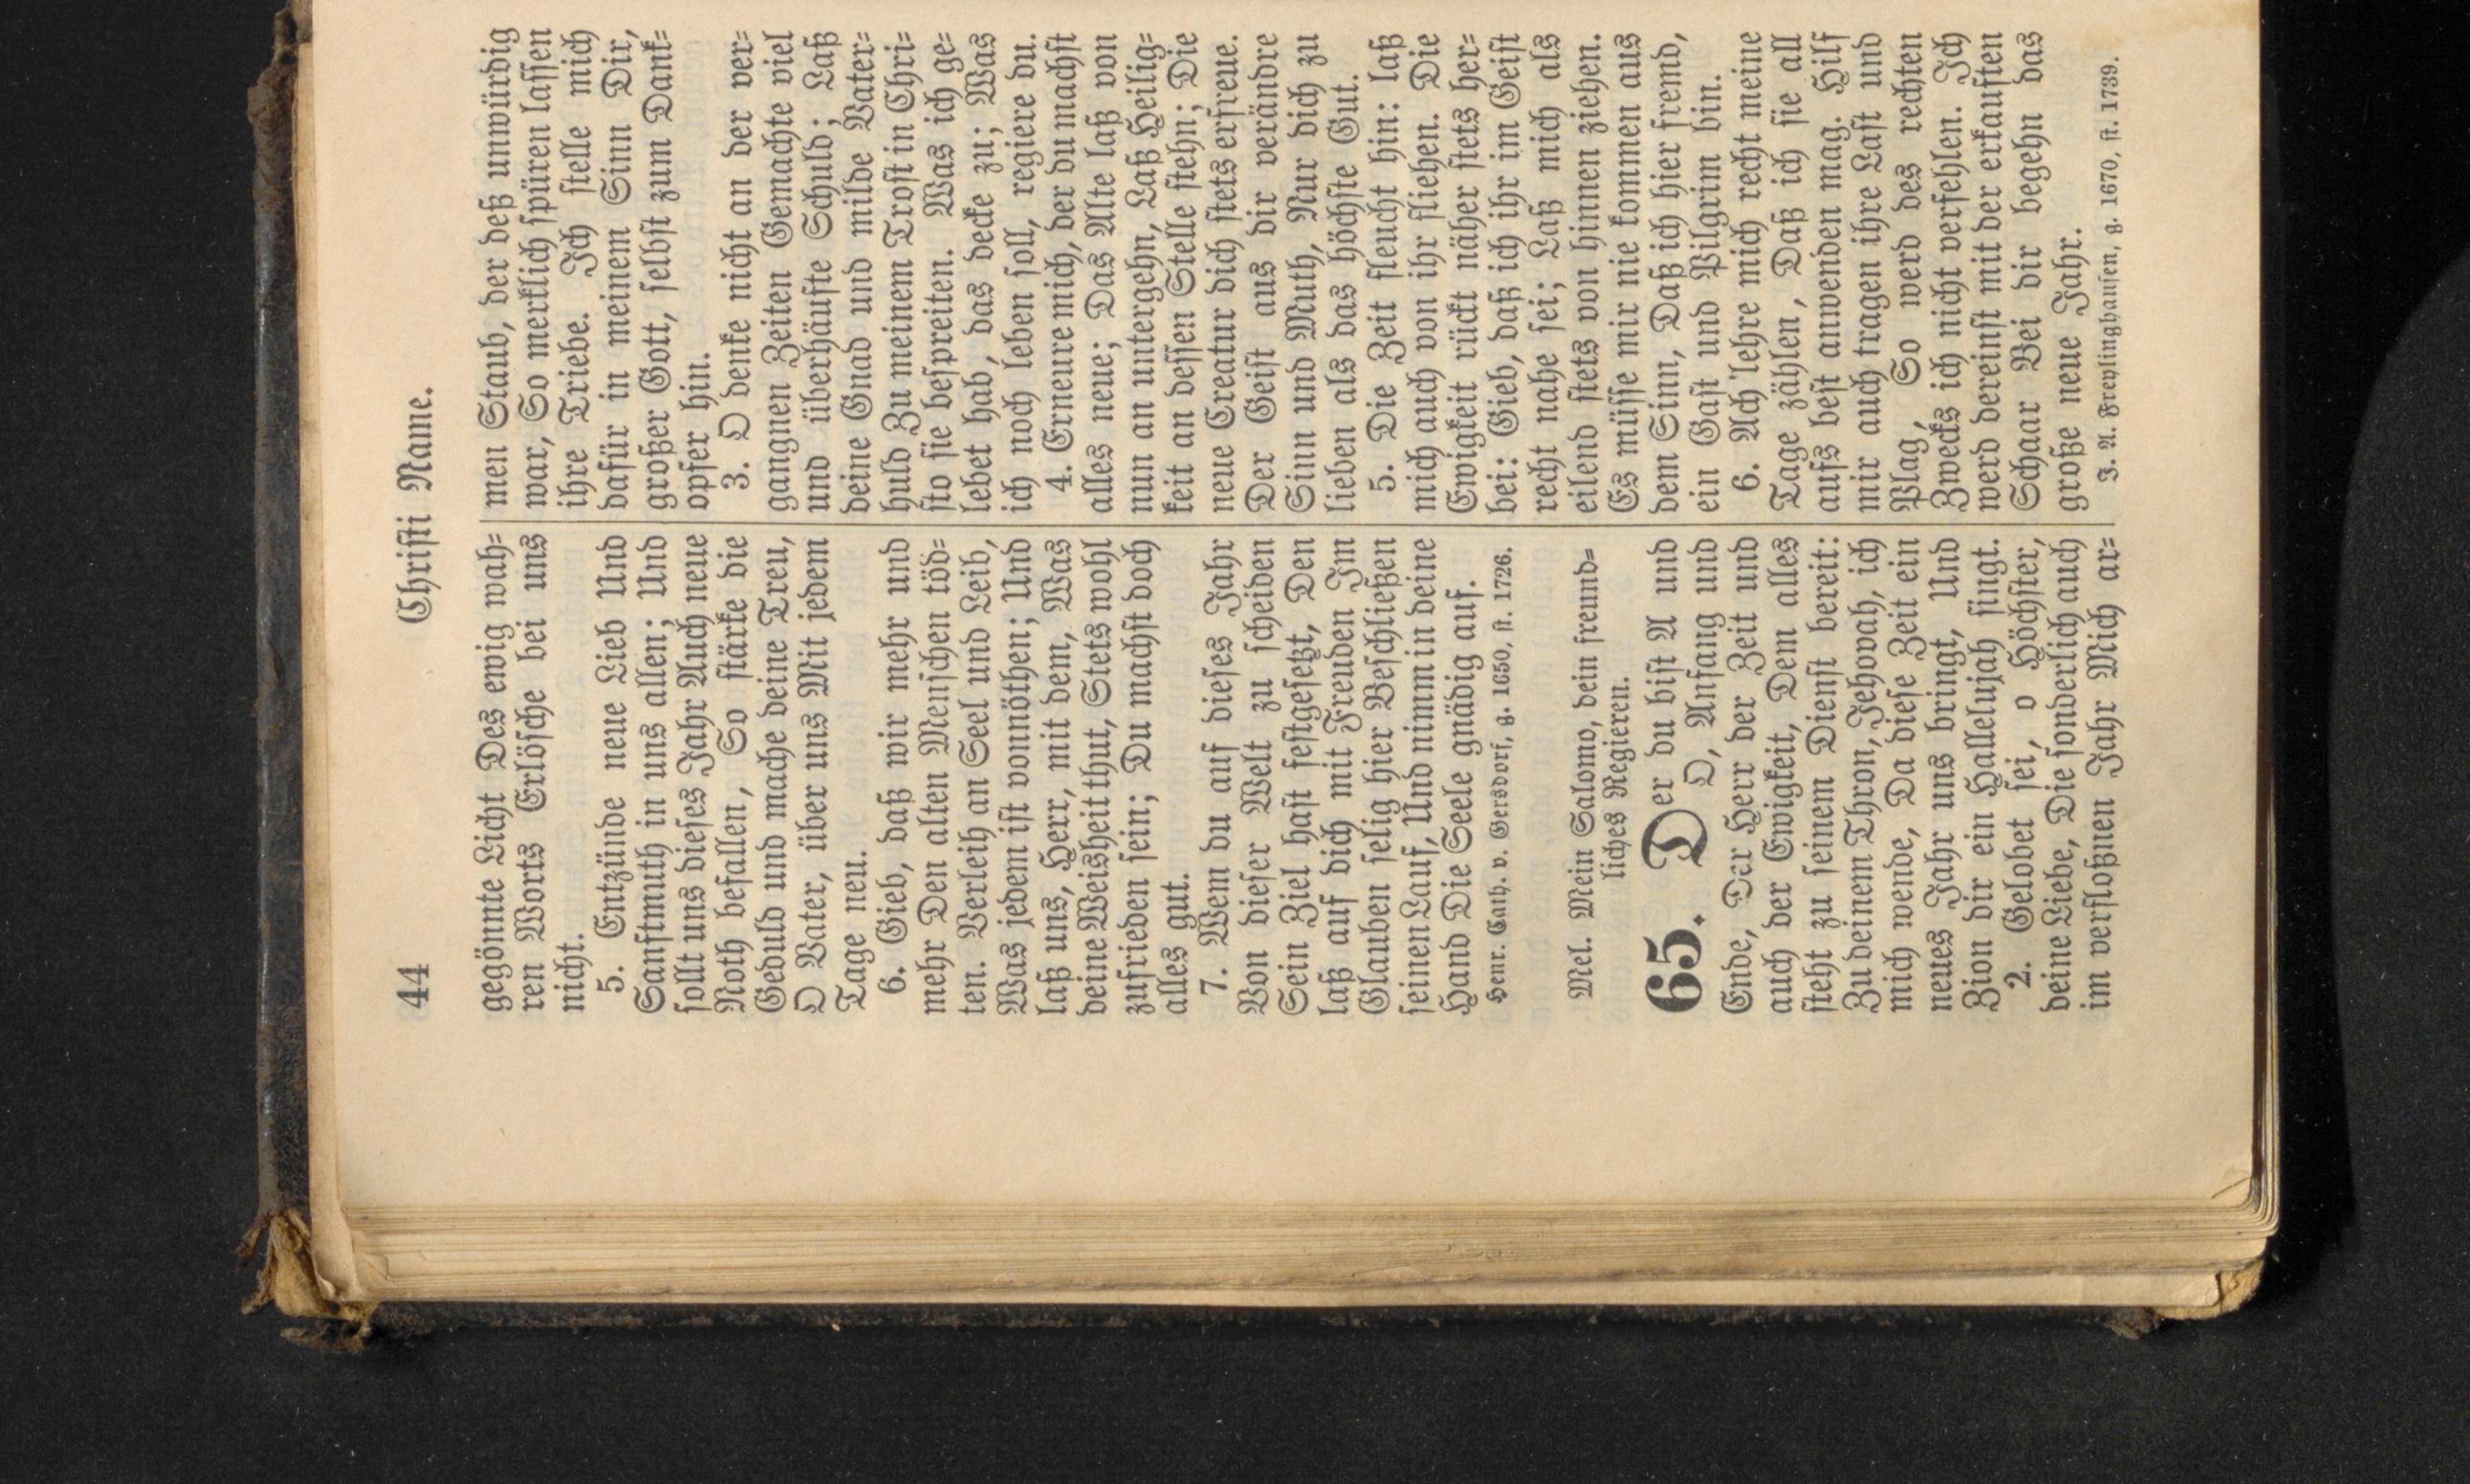 44
Christi Name.
gegönnte Licht Des ewig wah=
ren Worts Erlösche bei uns
nicht.
5. Entzünde neue Lieb Und
Sanftmuth in uns allen; Und
sollt uns dieses Jahr Auch neue
Noth befallen, So stärke die
Geduld und mache deine Treu,
O Vater, über uns Mit jedem
Tage neu.
6. Gieb, daß wir mehr und
mehr Den alten Menschen töd=
ten. Verleih an Seel und Leib,
Was jedem ist vonnöthen; Und
laß uns, Herr, mit dem, Was
deine Weisheit thut, Stets wohl
zufrieden sein; Du machst doch
alles gut.
7. Wem du auf dieses Jahr
Von dieser Welt zu scheiden
Sein Ziel hast festgesetzt, Den
laß auf dich mit Freuden Im
Glauben selig hier Beschließen
seinen Lauf, Und nimm in deine
Hand Die Seele gnädig auf.
Henr. Cath. v. Gersdorf, g. 1650, st. 1726.
Mel. Mein Salomo, dein freund=
liches Regieren.
65. Der du bist A und
O, Anfang und
Ende, Der Herr der Zeit und
auch der Ewigkeit, Dem alles
steht zu seinem Dienst bereit:
Zu deinem Thron, Jehovah, ich
mich wende, Da diese Zeit ein
neues Jahr uns bringt, Und
Zion dir ein Hallelujah singt.
2. Gelobet sei, o Höchster,
deine Liebe, Die sonderlich auch
im verfloßnen Jahr Mich ar=
men Staub, der deß unwürdig
war, So merklich spüren lassen
ihre Triebe. Ich stelle mich
dafür in meinem Sinn Dir,
großer Gott, selbst zum Dank=
opfer hin.
3. O denke nicht an der ver=
gangnen Zeiten Gemachte viel
und überhäufte Schuld; Laß
deine Gnad und milde Vater=
huld Zu meinem Trost in Chri=
sto sie bespreiten. Was ich ge=
lebet hab, das decke zu; Was
ich noch leben soll, regiere du.
4. Erneure mich, der du machst
alles neue; Das Alte laß von
nun an untergehn, Laß Heilig=
keit an dessen Stelle stehn; Die
neue Creatur dich stets erfreue.
Der Geist aus dir verändre
Sinn und Muth, Nur dich zu
lieben als das höchste Gut.
5. Die Zeit fleucht hin: laß
mich auch von ihr fliehen. Die
Ewigkeit rückt näher stets her=
bei: Gieb, daß ich ihr im Geist
recht nahe sei; Laß mich als
eilend stets von hinnen ziehen.
Es müsse mir nie kommen aus
dem Sinn, Daß ich hier fremd,
ein Gast und Pilgrim bin.
6. Ach lehre mich recht meine
Tage zählen, Daß ich sie all
aufs best anwenden mag. Hilf
mir auch tragen ihre Last und
Plag, So werd des rechten
Zwecks ich nicht verfehlen. Ich
werd dereinst mit der erkauften
Schaar Bei dir begehn das
große neue Jahr.
J. A. Freylinghausen, g. 1670, st. 1739.